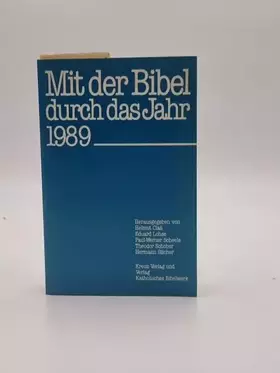 Mit der Bibel
durch das Jahr
1989
Herausgegeben von
Helmut Claß
Eduard Lohse
Paul-Werner Scheele
Theodor Schober
Hermann Sticher
Kreuz Verlag und
Verlag
Katholisches Bibelwerk